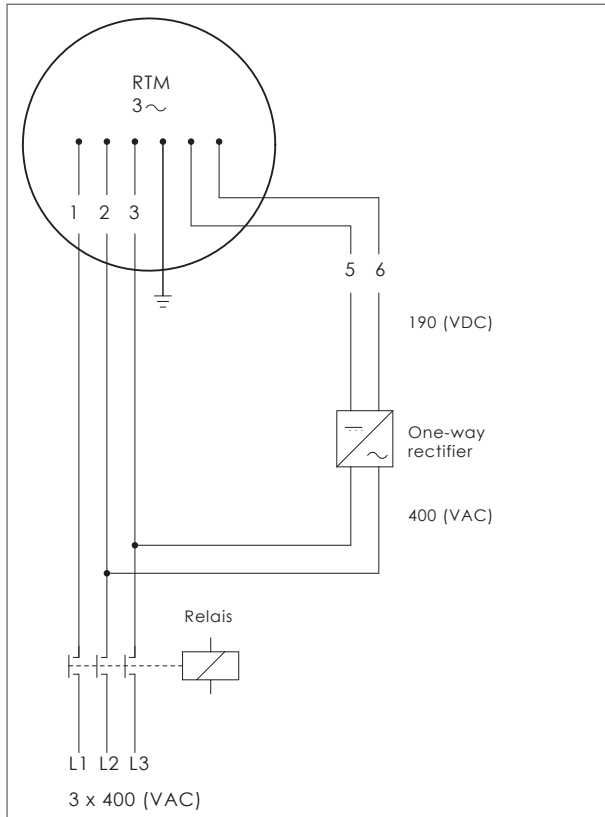 RTM
3~
1 2 3
5 6
190 (VDC)
One-way
rectifier
400 (VAC)
Relais
L1 L2 L3
3 x 400 (VAC)